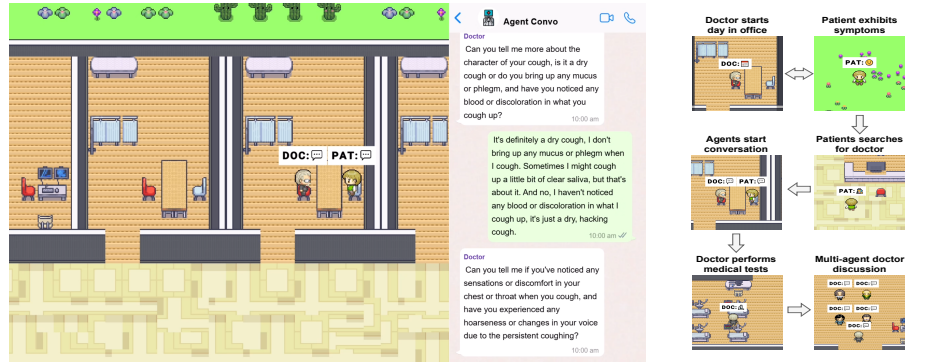 DOC: PAT:
Agent Convo
Doctor
Can you tell me more about the
character of your cough, is it a dry
cough or do you bring up any mucus
or phlegm, and have you noticed any
blood or discoloration in what you
cough up?
10:00 am
It's definitely a dry cough, I don't
bring up any mucus or phlegm when
I cough. Sometimes I might cough
up a little bit of clear saliva, but that's
about it. And no, I haven't noticed
any blood or discoloration in what I
cough up, it's just a dry, hacking
cough.
10:00 am
Doctor
Can you tell me if you've noticed any
sensations or discomfort in your
chest or throat when you cough, and
have you experienced any
hoarseness or changes in your voice
due to the persistent coughing?
10:00 am
Doctor starts
day in office
DOC:
Patient exhibits
symptoms
PAT:
Agents start
conversation
DOC: PAT:
Patients searches
for doctor
PAT:
Doctor performs
medical tests
DOC:
Multi-agent doctor
discussion
DOC: DOC:
DOC: DOC:
DOC: